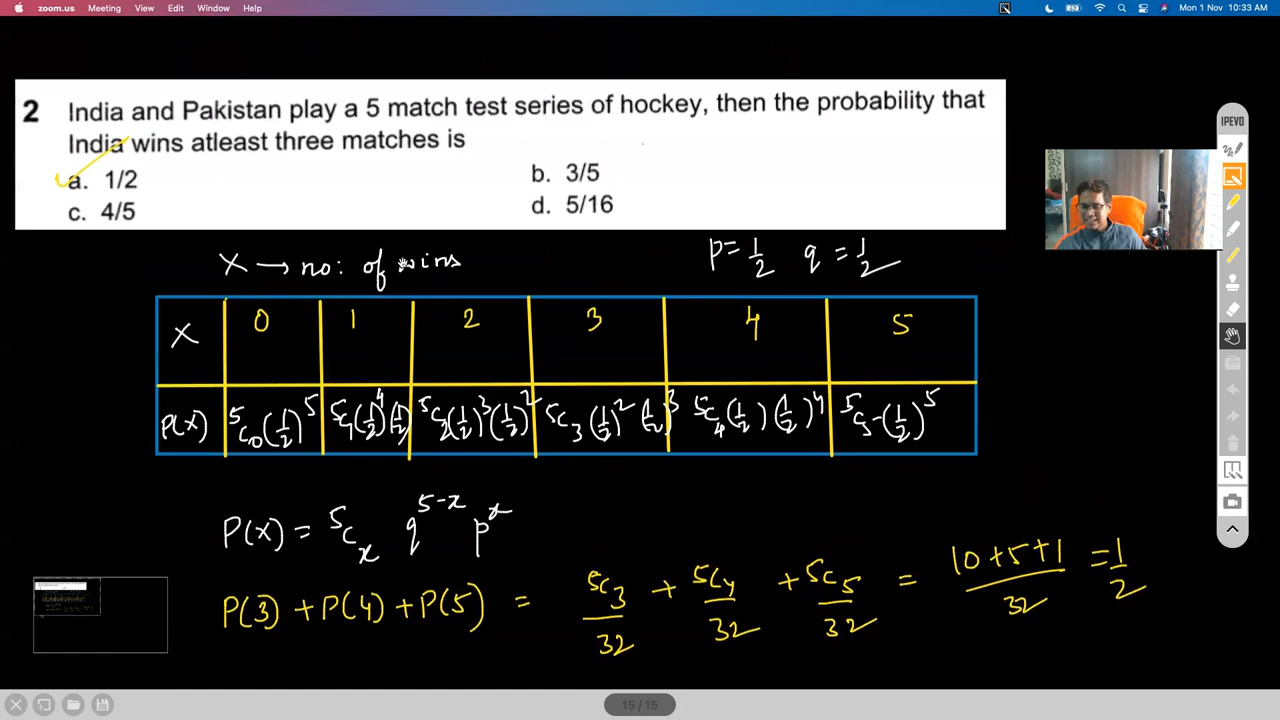 zoom.us Meeting View Edit Window Help Mon 1 Nov 10:33 AM
2 India and Pakistan play a 5 match test series of hockey, then the probability that
India wins atleast three matches is
a. 1/2 b. 3/5
c. 4/5 d. 5/16
IPEVO
X → no: of wins p = 1/2 q = 1/2
X 0 1 2 3 4 5
P(X) ⁵C₀(1/2)⁵ ⁵C₁(1/2)⁴(1/2) ⁵C₂(1/2)³(1/2)² ⁵C₃(1/2)²(1/2)³ ⁵C₄(1/2)(1/2)⁴ ⁵C₅-(1/2)⁵
P(X) = ⁵Cₓ q⁵⁻ˣ pˣ
P(3) + P(4) + P(5) = ⁵C₃/32 + ⁵C₄/32 + ⁵C₅/32 = 10+5+1/32 = 1/2
15 / 15